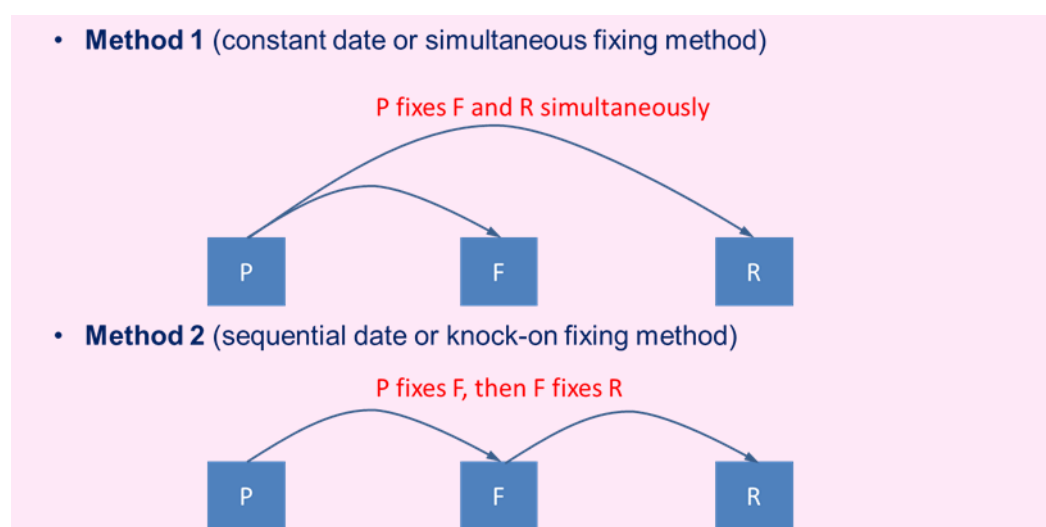 • Method 1 (constant date or simultaneous fixing method)
P fixes F and R simultaneously
P F R
• Method 2 (sequential date or knock-on fixing method)
P fixes F, then F fixes R
P F R